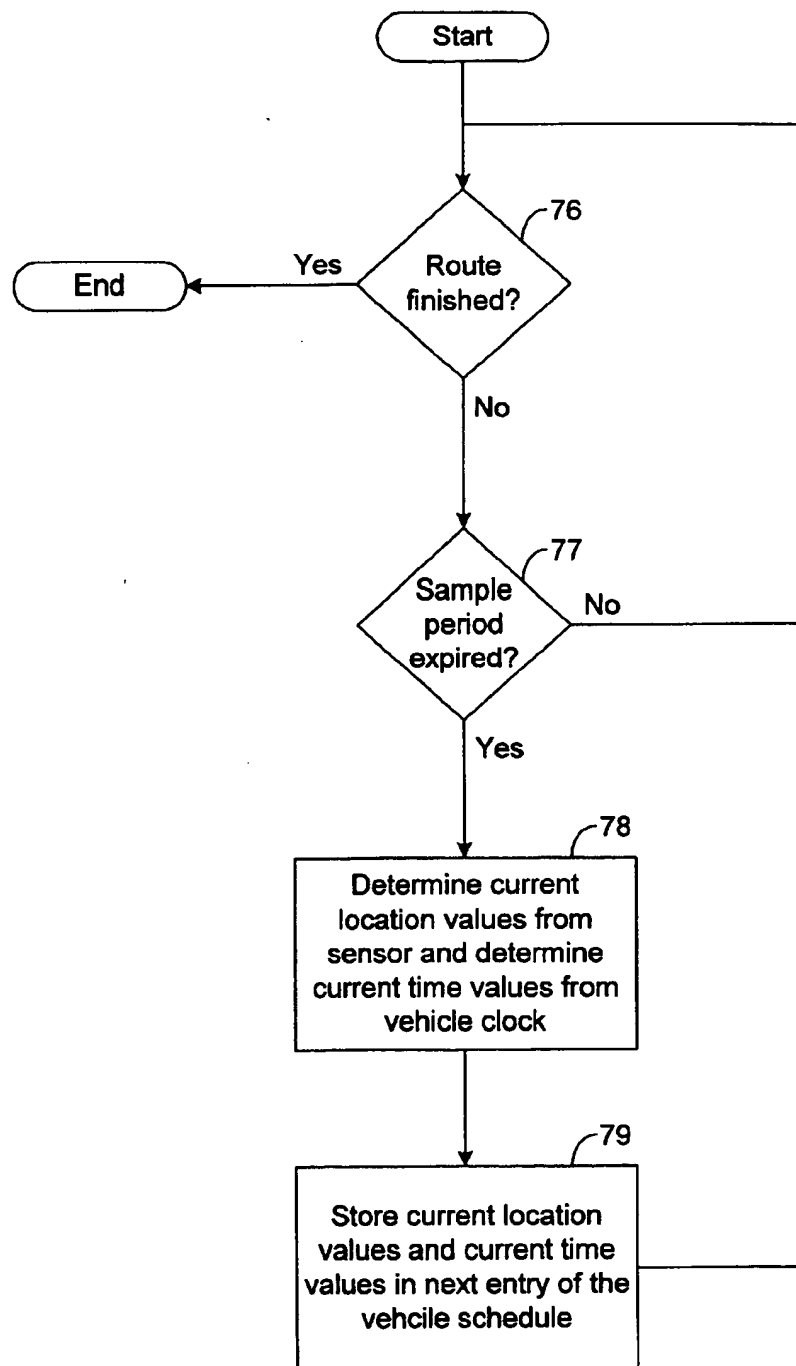 Start
76
Route
finished?
Yes
End
No
77
Sample
period
expired?
No
Yes
78
Determine current
location values from
sensor and determine
current time values from
vehicle clock
79
Store current location
values and current time
values in next entry of the
vehcile schedule